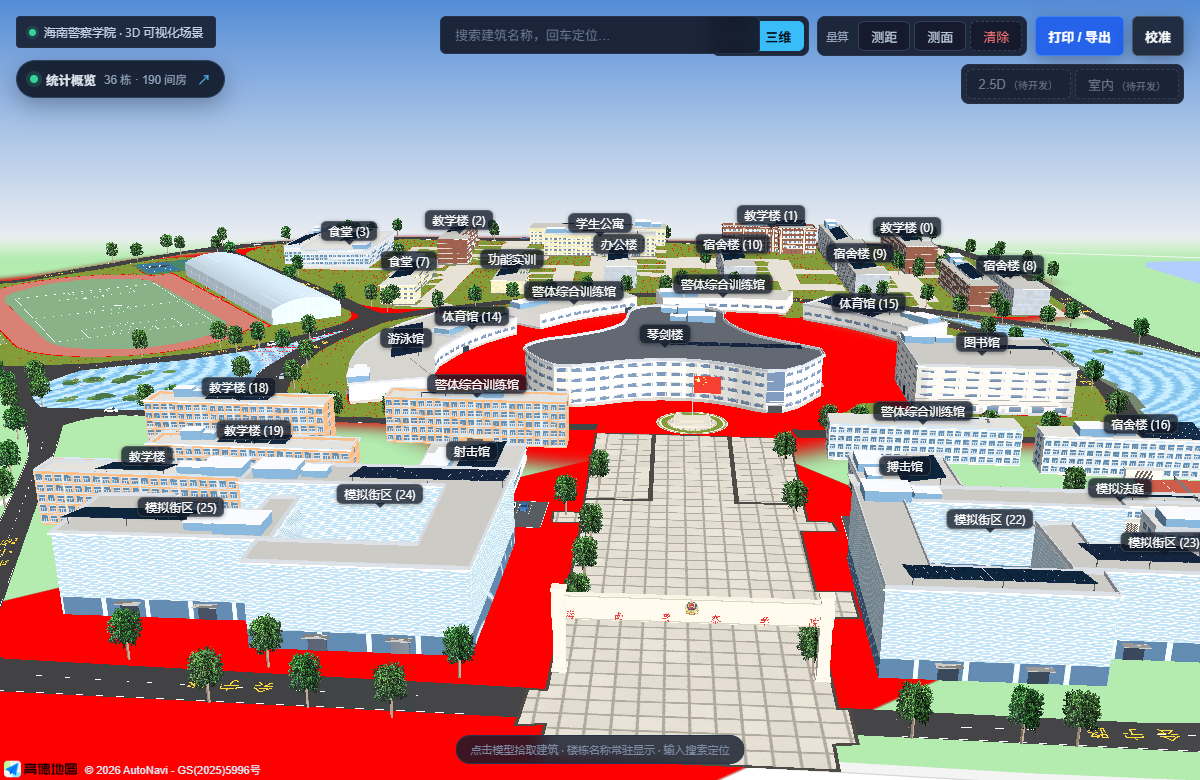 海南警察学院 · 3D 可视化场景
搜索建筑名称，回车定位...
三维
量算
测距
测面
清除
打印 / 导出
校准
统计概览 36 栋 · 190 间房 ↗
2.5D（待开发）
室内（待开发）
教学楼 (2)
学生公寓
教学楼 (1)
食堂 (3)
教学楼 (0)
办公楼
宿舍楼 (10)
功能实训
食堂 (7)
宿舍楼 (9)
宿舍楼 (8)
警体综合训练馆
警体综合训练馆
体育馆 (15)
体育馆 (14)
游泳馆
琴剑楼
图书馆
教学楼 (18)
警体综合训练馆
警体综合训练馆
教学楼 (19)
宿舍楼 (16)
教学楼
射击馆
搏击馆
模拟街区 (24)
模拟法庭
模拟街区 (25)
模拟街区 (22)
模拟街区 (23)
点击模型拾取建筑 · 楼栋名称常驻显示 · 输入搜索定位
高德地图 © 2026 AutoNavi - GS(2025)5996号